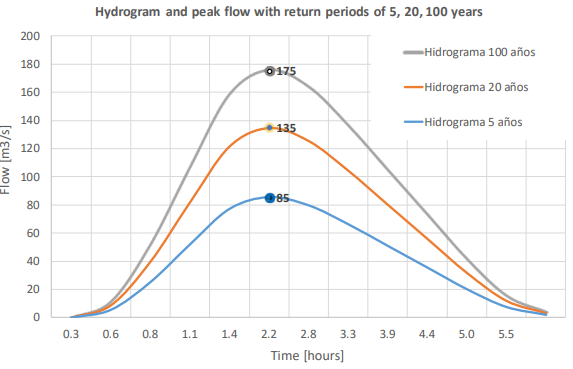 Hydrogram and peak flow with return periods of 5, 20, 100 years
200
180
160
140
120
100
80
60
40
20
0
Flow [m3/s]
175
135
85
Hidrograma 100 años
Hidrograma 20 años
Hidrograma 5 años
0.3 0.6 0.8 1.1 1.4 2.2 2.8 3.3 3.9 4.4 5.0 5.5
Time [hours]